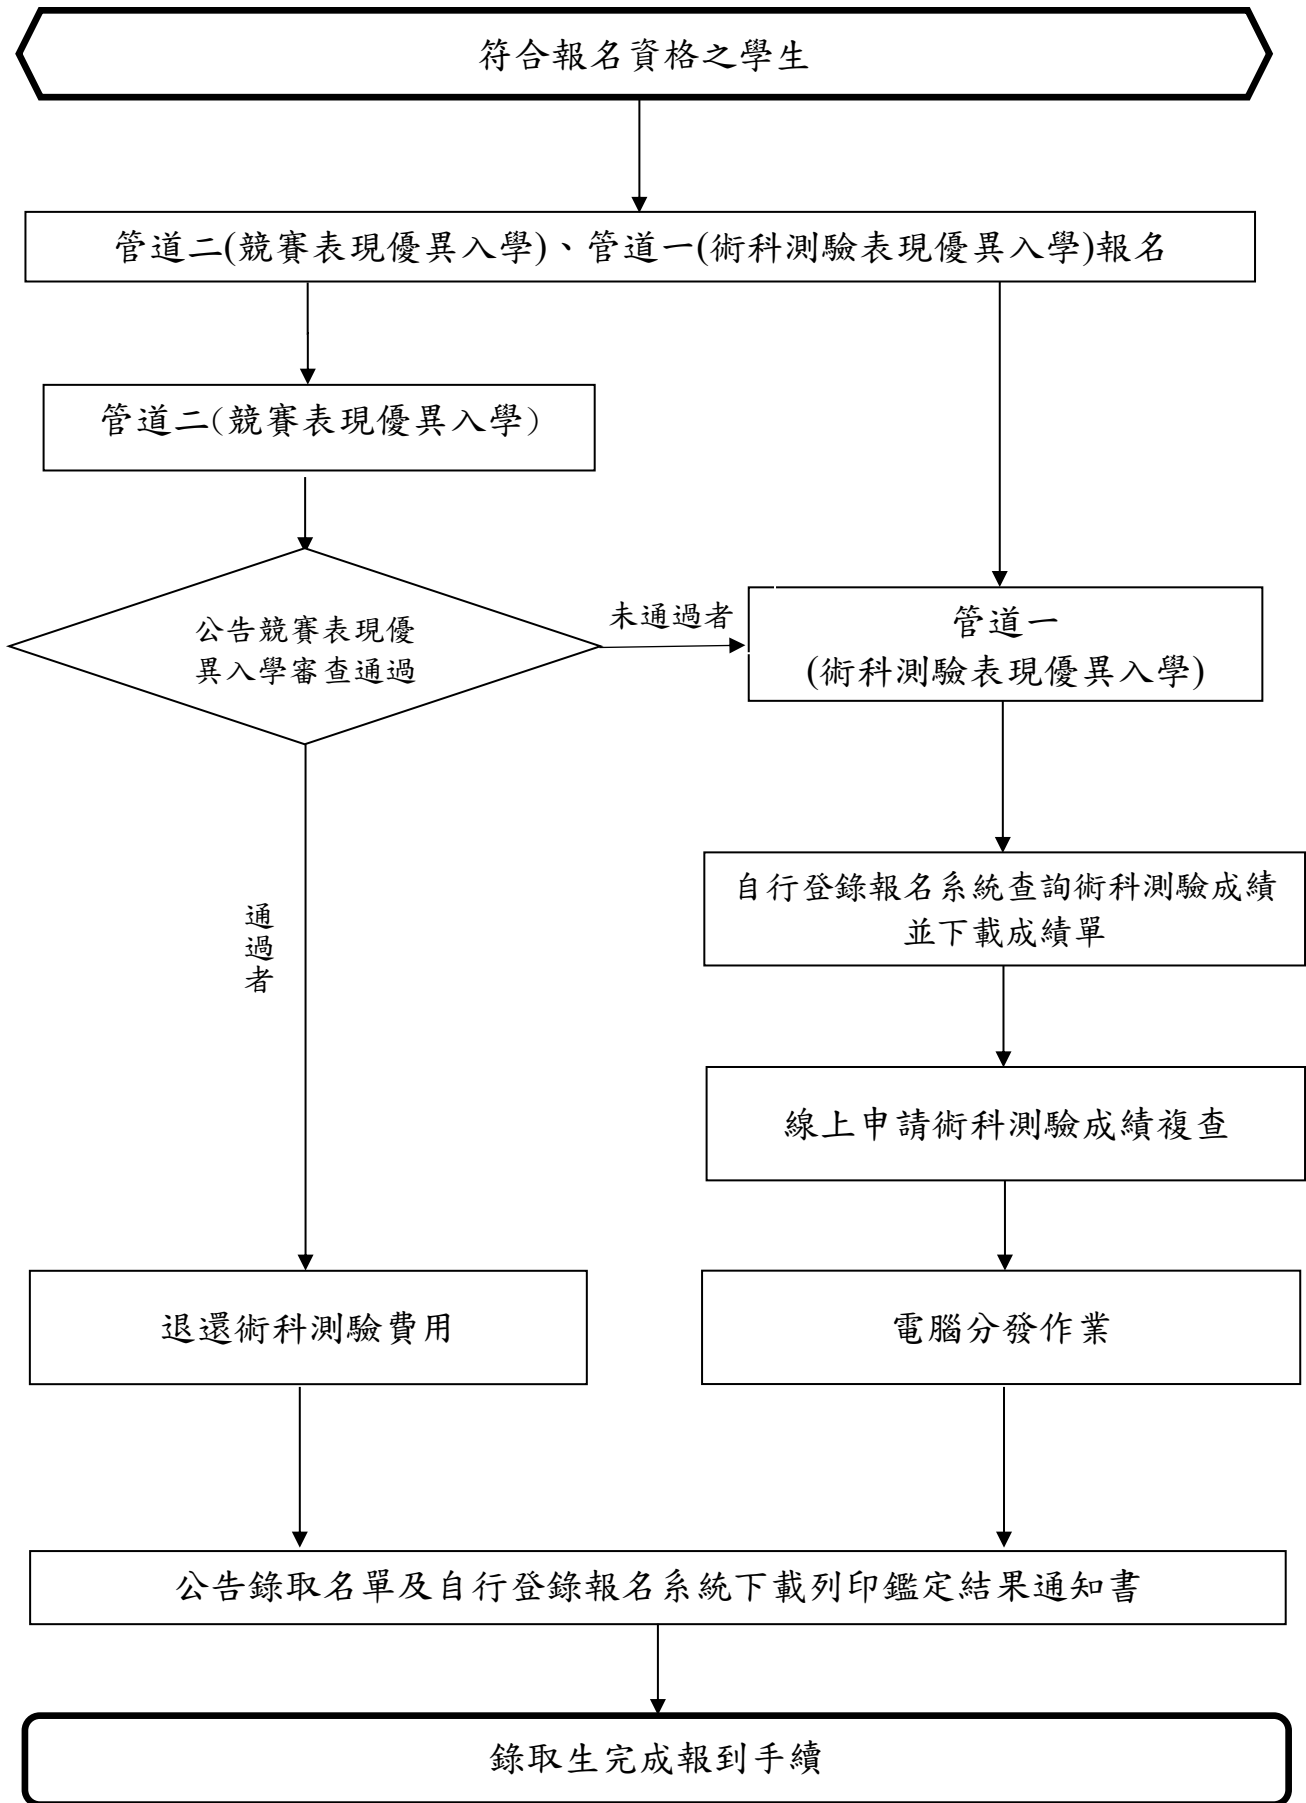 符合報名資格之學生
管道二(競賽表現優異入學)、管道一(術科測驗表現優異入學)報名
管道二(競賽表現優異入學)
公告競賽表現優
異入學審查通過
未通過者
管道一
(術科測驗表現優異入學)
自行登錄報名系統查詢術科測驗成績
並下載成績單
通過者
線上申請術科測驗成績複查
退還術科測驗費用
電腦分發作業
公告錄取名單及自行登錄報名系統下載列印鑑定結果通知書
錄取生完成報到手續